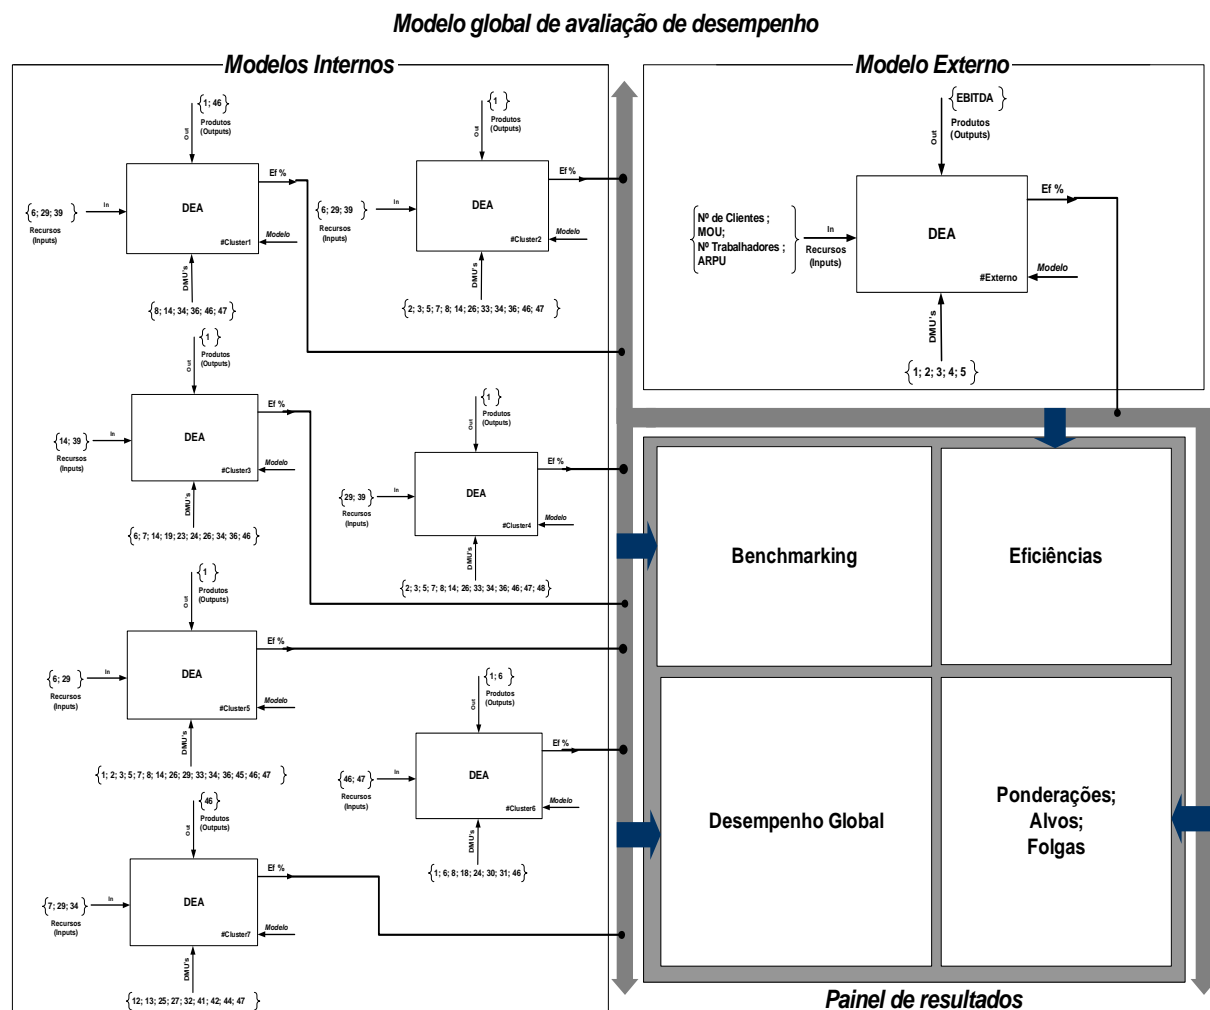 Modelo global de avaliação de desempenho
Modelos Internos
{1; 46}
Produtos
(Outputs)
Out
Ef %
DEA
In
{6; 29; 39}
Recursos
(Inputs)
#Cluster1
Modelo
DMU's
{8; 14; 34; 36; 46; 47}
{1}
Produtos
(Outputs)
Out
Ef %
DEA
In
{6; 29; 39}
Recursos
(Inputs)
#Cluster2
Modelo
DMU's
{2; 3; 5; 7; 8; 14; 26; 33; 34; 36; 46; 47}
{1}
Produtos
(Outputs)
Out
Ef %
DEA
In
{14; 39}
Recursos
(Inputs)
#Cluster3
Modelo
DMU's
{6; 7; 14; 19; 23; 24; 26; 34; 36; 46}
{1}
Produtos
(Outputs)
Out
Ef %
DEA
In
{29; 39}
Recursos
(Inputs)
#Cluster4
Modelo
DMU's
{2; 3; 5; 7; 8; 14; 26; 33; 34; 36; 46; 47; 48}
{1}
Produtos
(Outputs)
Out
Ef %
DEA
In
{6; 29}
Recursos
(Inputs)
#Cluster5
Modelo
DMU's
{1; 2; 3; 5; 7; 8; 14; 26; 29; 33; 34; 36; 45; 46; 47}
{1; 6}
Produtos
(Outputs)
Out
Ef %
DEA
In
{46; 47}
Recursos
(Inputs)
#Cluster6
Modelo
DMU's
{1; 6; 8; 18; 24; 30; 31; 46}
{46}
Produtos
(Outputs)
Out
Ef %
DEA
In
{7; 29; 34}
Recursos
(Inputs)
#Cluster7
Modelo
DMU's
{12; 13; 25; 27; 32; 41; 42; 44; 47}
Modelo Externo
{EBITDA}
Produtos
(Outputs)
Out
Ef %
Nº de Clientes ;
MOU;
Nº Trabalhadores ;
ARPU
In
Recursos
(Inputs)
DEA
#Externo
Modelo
DMU's
{1; 2; 3; 4; 5}
Benchmarking
Eficiências
Desempenho Global
Ponderações;
Alvos;
Folgas
Painel de resultados